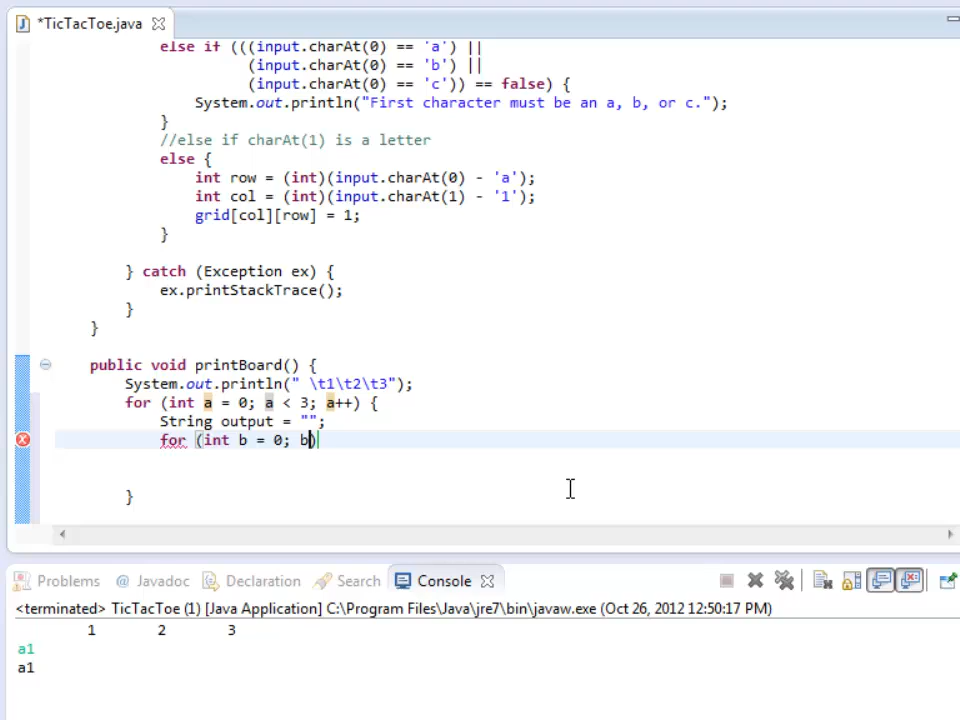 *TicTacToe.java
else if (((input.charAt(0) == 'a') ||
(input.charAt(0) == 'b') ||
(input.charAt(0) == 'c')) == false) {
System.out.println("First character must be an a, b, or c.");
}
//else if charAt(1) is a letter
else {
int row = (int)(input.charAt(0) - 'a');
int col = (int)(input.charAt(1) - '1');
grid[col][row] = 1;
}
} catch (Exception ex) {
ex.printStackTrace();
}
}
public void printBoard() {
System.out.println(" \t1\t2\t3");
for (int a = 0; a < 3; a++) {
String output = "";
for (int b = 0; b)
}
Problems @ Javadoc Declaration Search Console
<terminated> TicTacToe (1) [Java Application] C:\Program Files\Java\jre7\bin\javaw.exe (Oct 26, 2012 12:50:17 PM)
1 2 3
a1
a1